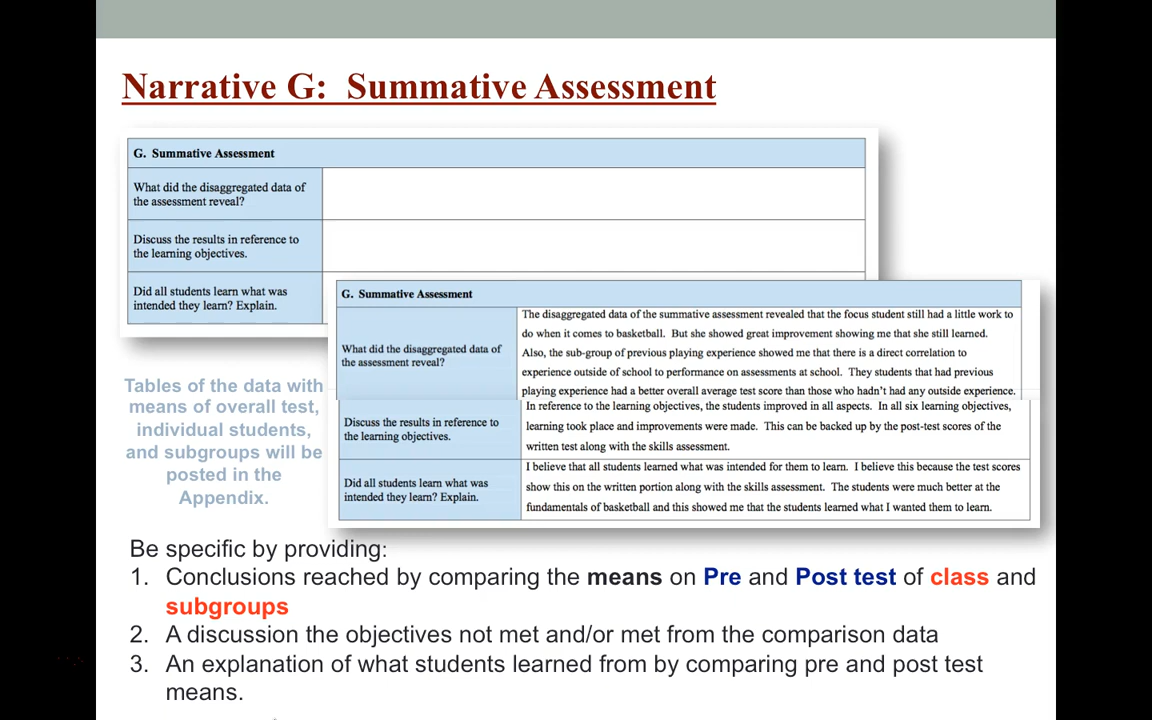 Narrative G:  Summative Assessment
G.  Summative Assessment
What did the disaggregated data of
the assessment reveal?
Discuss the results in reference to
the learning objectives.
Did all students learn what was
intended they learn? Explain.
G.  Summative Assessment
What did the disaggregated data of
the assessment reveal?
The disaggregated data of the summative assessment revealed that the focus student still had a little work to
do when it comes to basketball.  But she showed great improvement showing me that she still learned.
Also, the sub-group of previous playing experience showed me that there is a direct correlation to
experience outside of school to performance on assessments at school.  They students that had previous
playing experience had a better overall average test score than those who hadn't had any outside experience.
Discuss the results in reference to
the learning objectives.
In reference to the learning objectives, the students improved in all aspects.  In all six learning objectives,
learning took place and improvements were made.  This can be backed up by the post-test scores of the
written test along with the skills assessment.
Did all students learn what was
intended they learn? Explain.
I believe that all students learned what was intended for them to learn.  I believe this because the test scores
show this on the written portion along with the skills assessment.  The students were much better at the
fundamentals of basketball and this showed me that the students learned what I wanted them to learn.
Tables of the data with
means of overall test,
individual students,
and subgroups will be
posted in the
Appendix.
Be specific by providing:
1. Conclusions reached by comparing the means on Pre and Post test of class and
subgroups
2. A discussion the objectives not met and/or met from the comparison data
3. An explanation of what students learned from by comparing pre and post test
means.